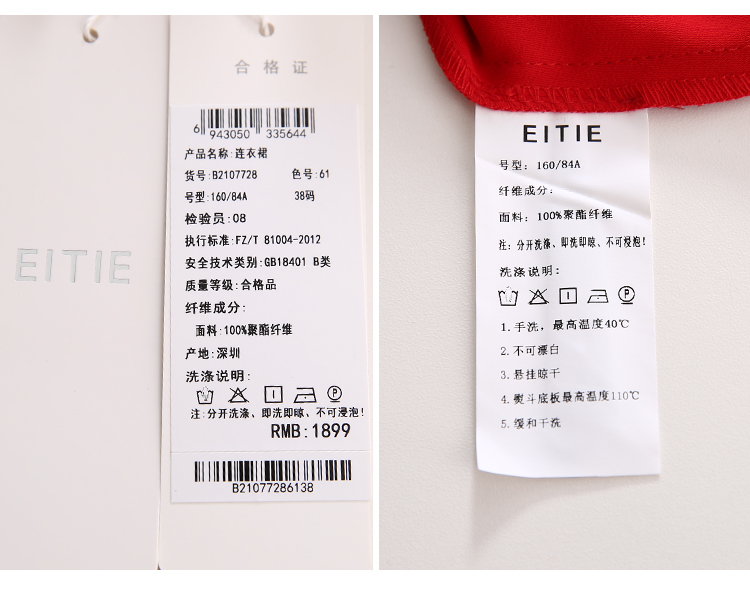 EITIE
合格证
6 943050 335644
产品名称:连衣裙
货号:B2107728 色号:61
号型:160/84A 38码
检验员:08
执行标准:FZ/T 81004-2012
安全技术类别:GB18401 B类
质量等级:合格品
纤维成分:
面料:100%聚酯纤维
产地:深圳
洗涤说明:
注:分开洗涤、即洗即晾、不可浸泡!
RMB:1899
B21077286138
EITIE
号型: 160/84A
纤维成分:
面料: 100%聚酯纤维
注: 分开洗涤、即洗即晾、不可浸泡!
洗涤说明:
1.手洗，最高温度40℃
2.不可漂白
3.悬挂晾干
4.熨斗底板最高温度110℃
5.缓和干洗